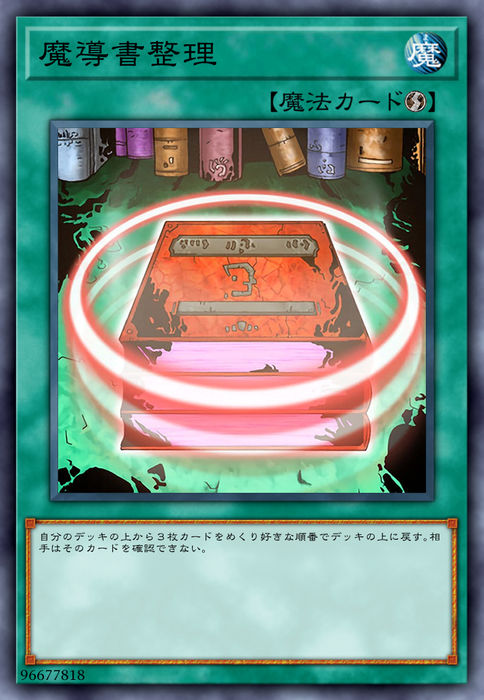 魔導書整理
魔
【魔法カード】
自分のデッキの上から3枚カードをめくり好きな順番でデッキの上に戻す。相
手はそのカードを確認できない。
96677818